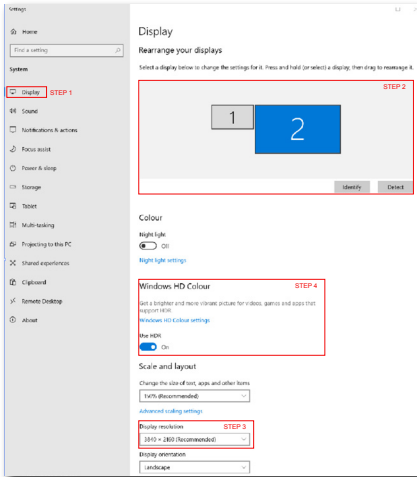 Settings
Home
Find a setting
System
Display STEP 1
Sound
Notifications & actions
Focus assist
Power & sleep
Storage
Tablet
Multi-tasking
Projecting to this PC
Shared experiences
Clipboard
Remote Desktop
About
Display
Rearrange your displays
Select a display below to change the settings for it. Press and hold (or select) a display, then drag to rearrange it.
STEP 2
1
2
Identify Detect
Colour
Night light
Off
Night light settings
Windows HD Colour STEP 4
Get a brighter and more vibrant picture for videos, games and apps that
support HDR.
Windows HD Colour settings
Use HDR
On
Scale and layout
Change the size of text, apps and other items
150% (Recommended)
Advanced scaling settings
Display resolution STEP 3
3840 × 2160 (Recommended)
Display orientation
Landscape